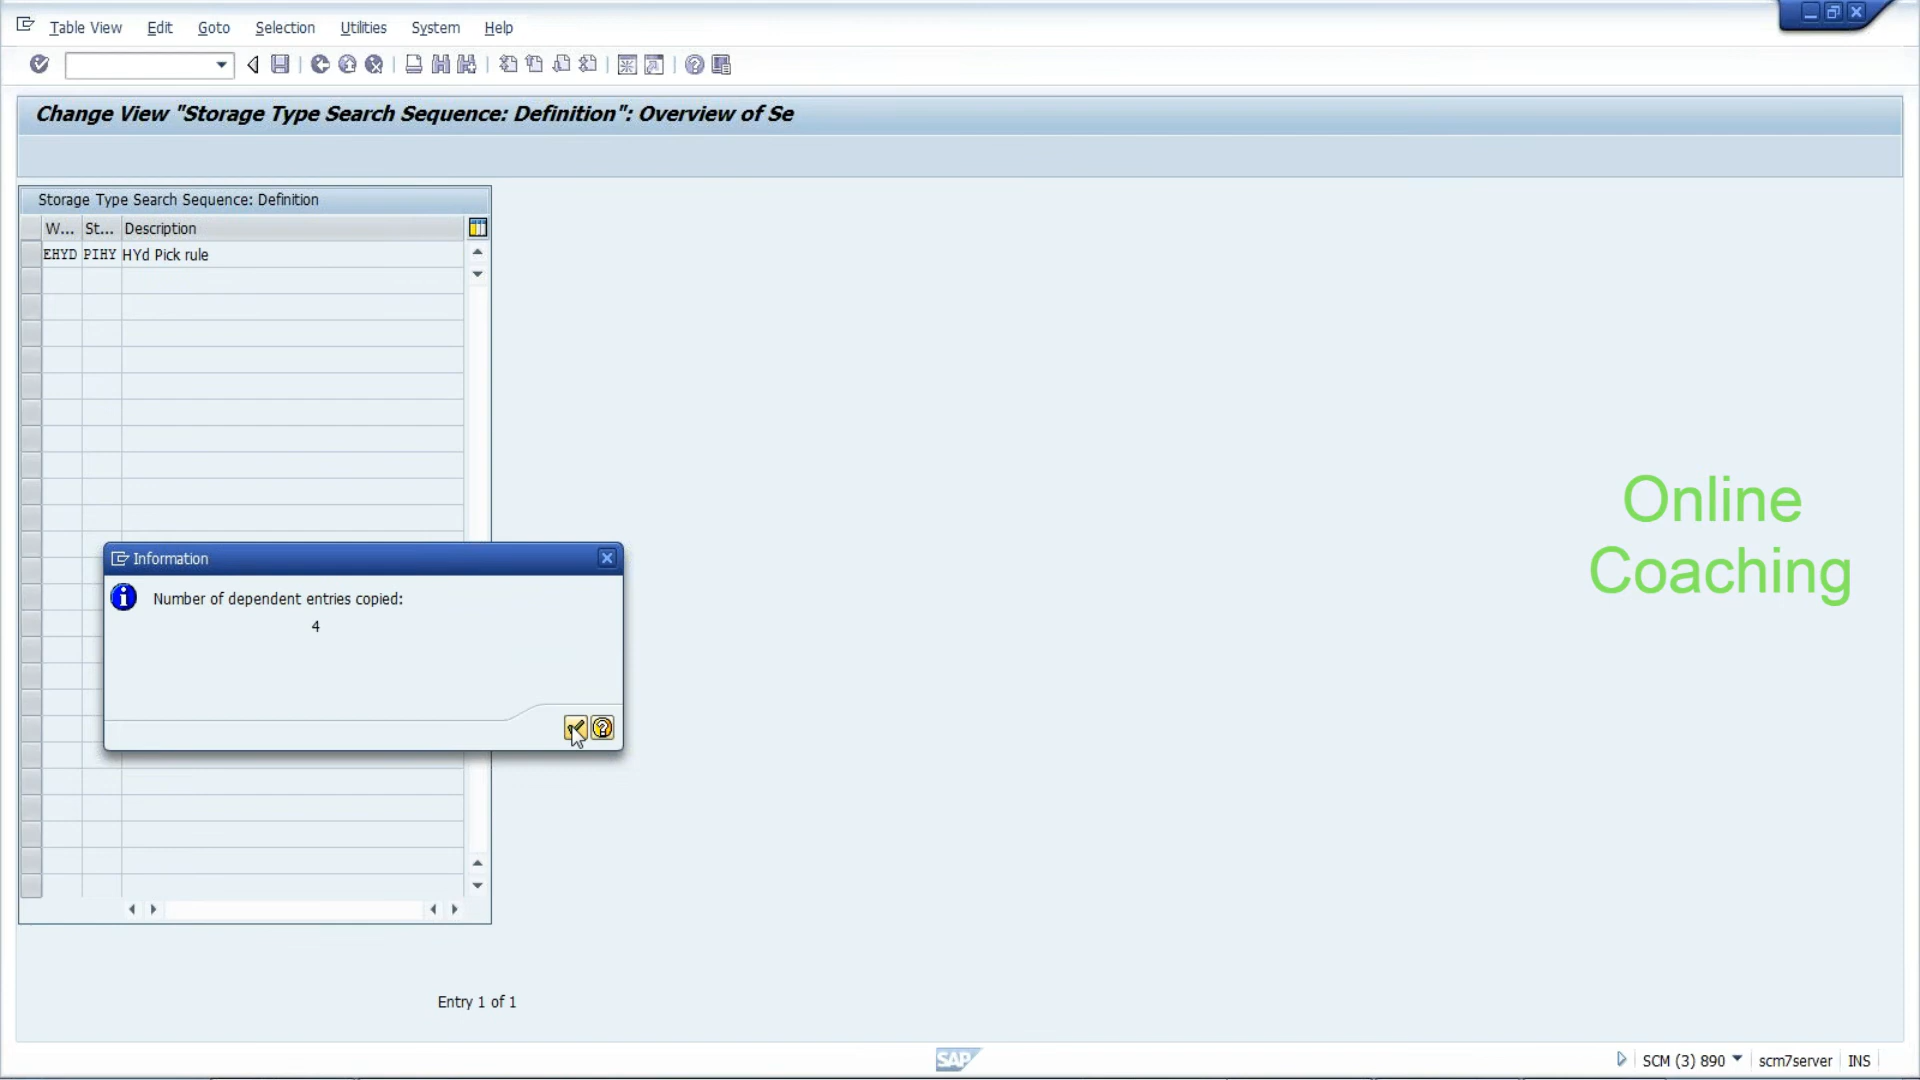 Table View Edit Goto Selection Utilities System Help
Change View "Storage Type Search Sequence: Definition": Overview of Se
Storage Type Search Sequence: Definition
W... St... Description
EHYD PIHY HYd Pick rule
Information
Number of dependent entries copied:
4
Online
Coaching
Entry 1 of 1
SAP
SCM (3) 890 scm7server INS